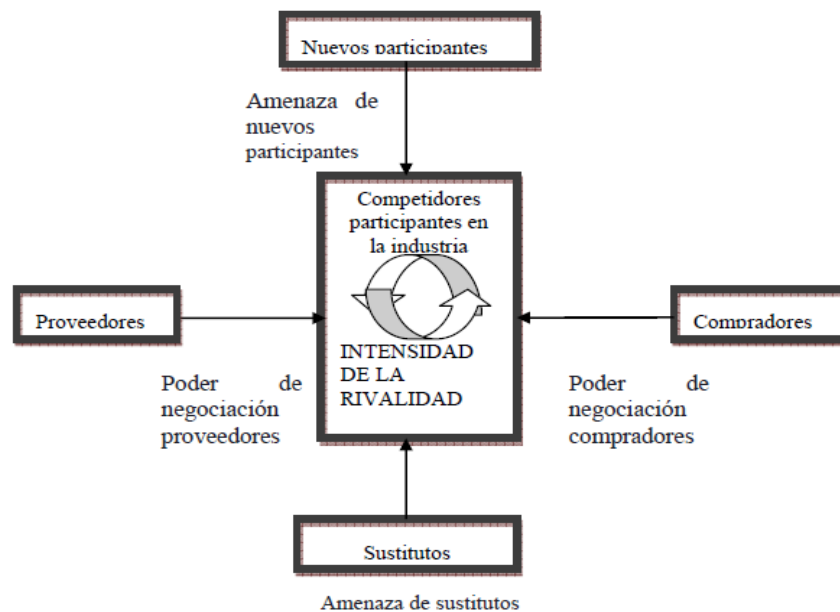 Nuevos participantes
Amenaza de
nuevos
participantes
Competidores
participantes en
la industria
Proveedores
Compradores
INTENSIDAD
DE LA
RIVALIDAD
Poder de
negociación
proveedores
Poder de
negociación
compradores
Sustitutos
Amenaza de sustitutos